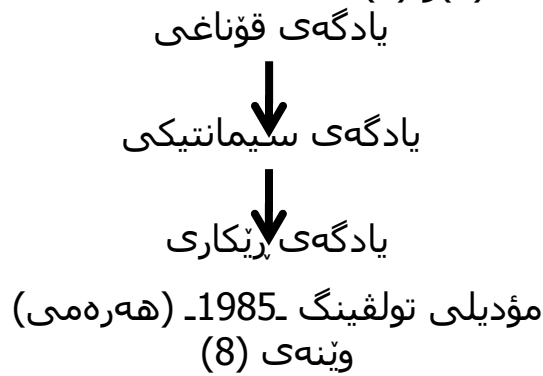 یادگەی قۆناغی
یادگەی سیمانتیکی
یادگەی ڕێکاری
مۆدیلی تولڤینگ ـ1985ـ (هەرەمی)
وێنەی (8)